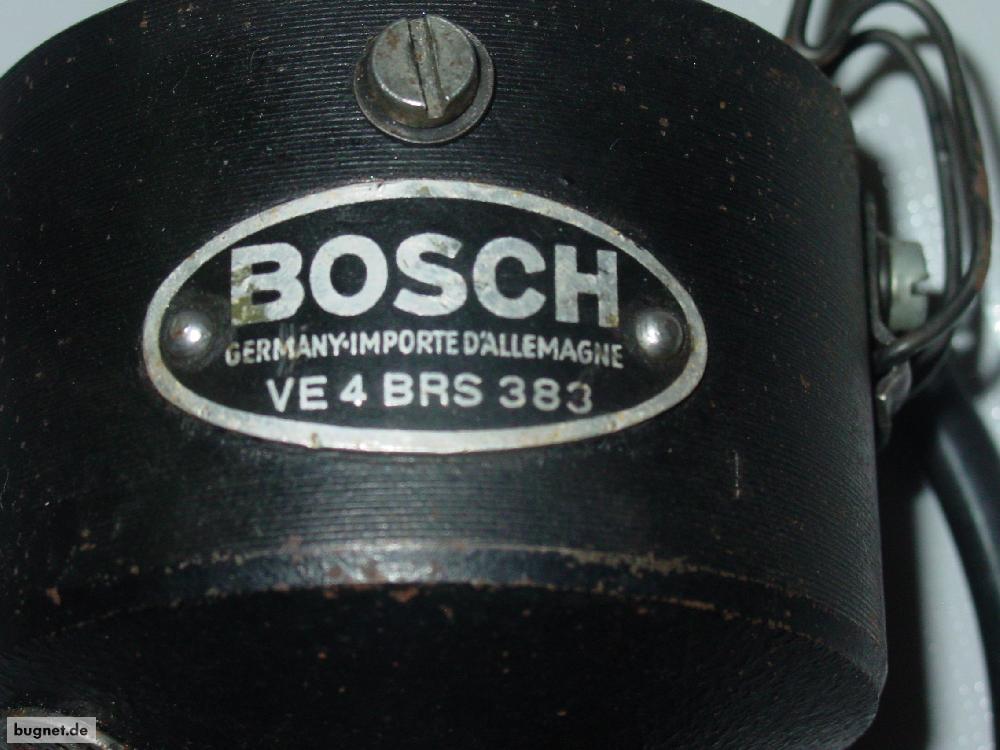 BOSCH
GERMANY·IMPORTE D'ALLEMAGNE
VE 4 BRS 383
bugnet.de